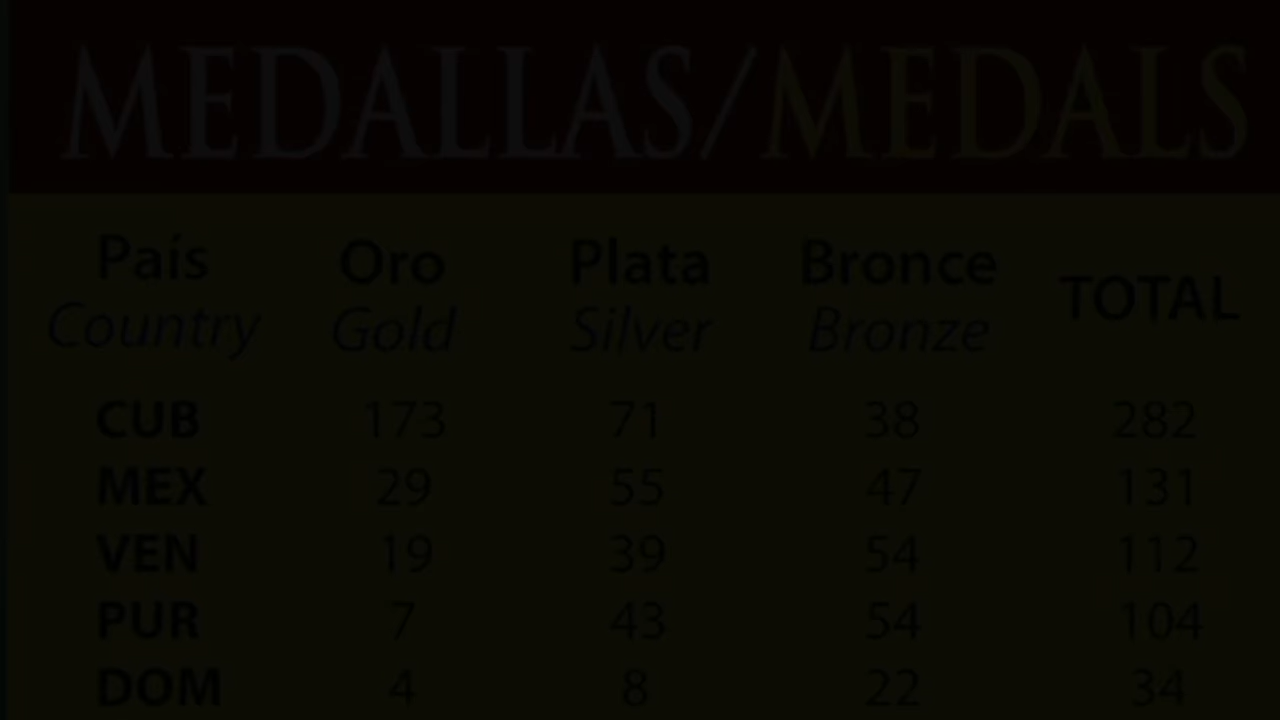 MEDALLAS/MEDALS
País Oro Plata Bronce TOTAL
Country Gold Silver Bronze
CUB 173 71 38 282
MEX 29 55 47 131
VEN 19 39 54 112
PUR 7 43 54 104
DOM 4 8 22 34